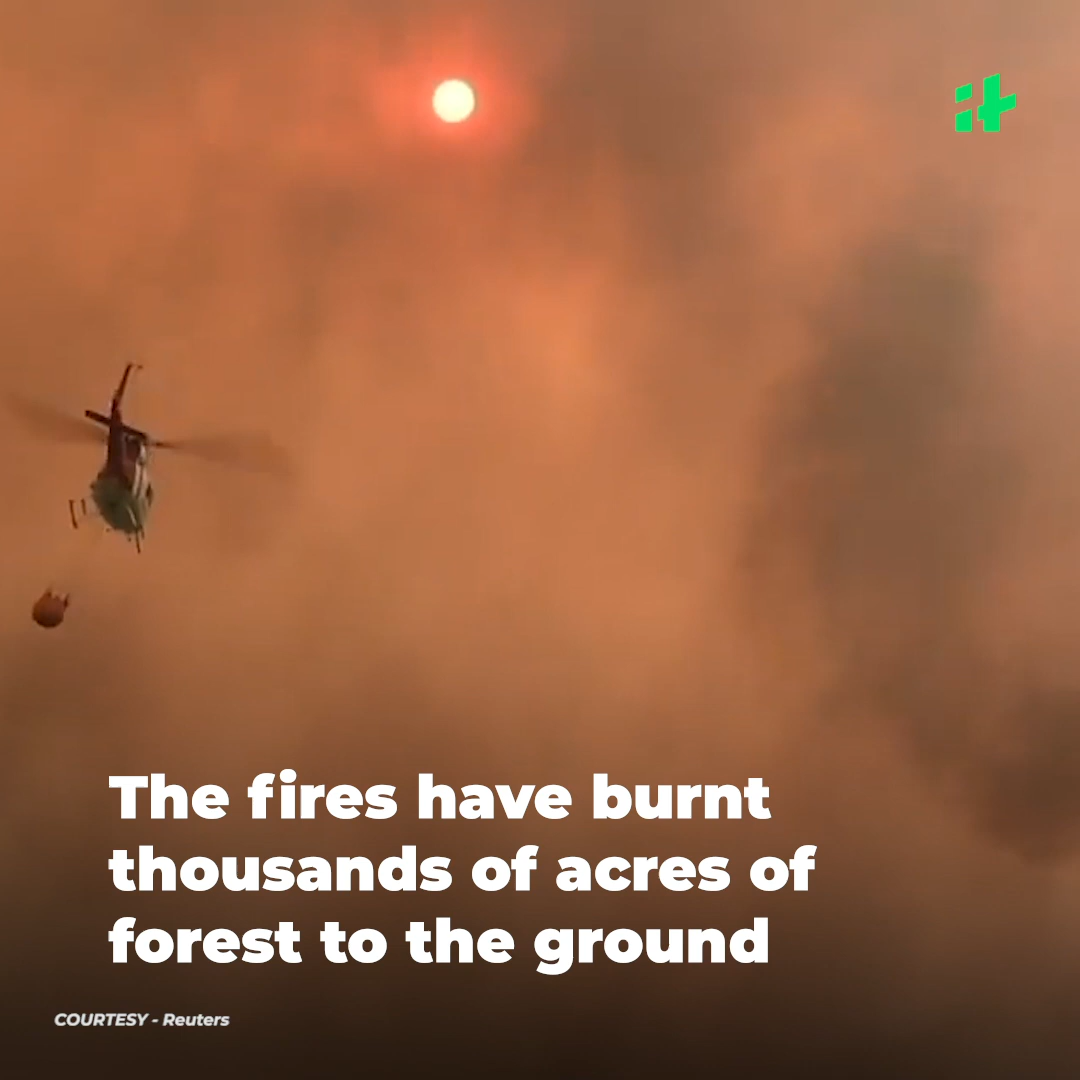 The fires have burnt
thousands of acres of
forest to the ground
COURTESY - Reuters